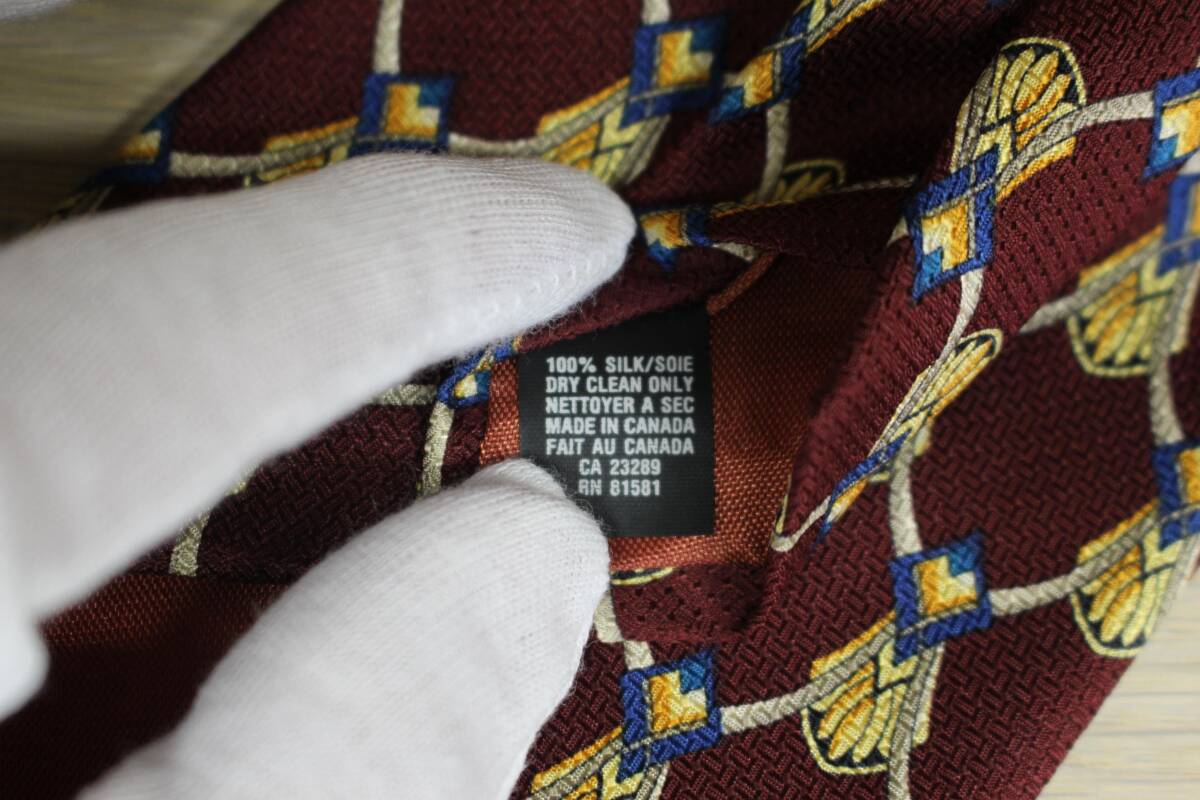 100% SILK/SOIE
DRY CLEAN ONLY
NETTOYER A SEC
MADE IN CANADA
FAIT AU CANADA
CA 23289
RN 81581